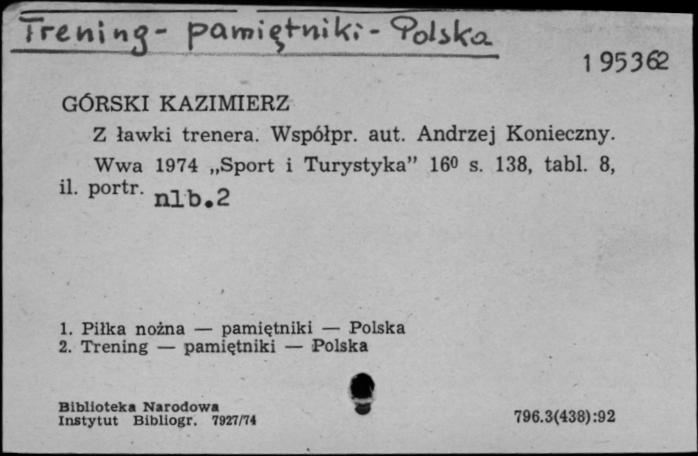 Trening - pamiętniki - Polska
195362
GÓRSKI KAZIMIERZ
Z ławki trenera. Współpr. aut. Andrzej Konieczny.
Wwa 1974 „Sport i Turystyka” 16⁰ s. 138, tabl. 8,
il. portr. nlb.2
1. Piłka nożna — pamiętniki — Polska
2. Trening — pamiętniki — Polska
Biblioteka Narodowa
Instytut Bibliogr. 7927/74
796.3(438):92